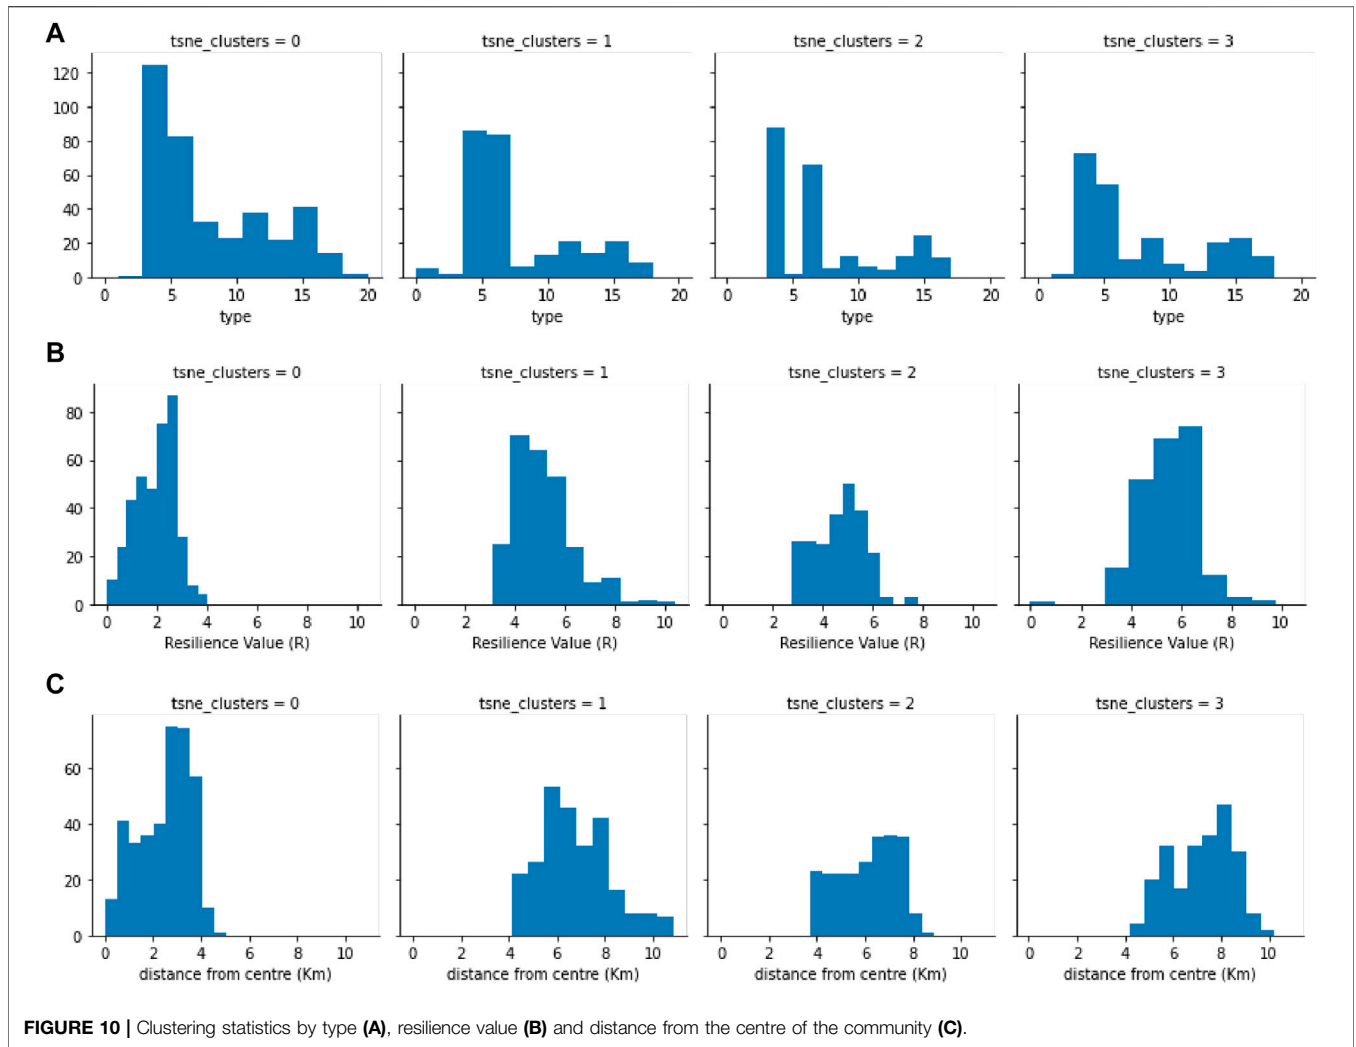 A
tsne_clusters = 0 tsne_clusters = 1 tsne_clusters = 2 tsne_clusters = 3
120
100
80
60
40
20
0
0 5 10 15 20 0 5 10 15 20 0 5 10 15 20 0 5 10 15 20
type type type type
B
tsne_clusters = 0 tsne_clusters = 1 tsne_clusters = 2 tsne_clusters = 3
80
60
40
20
0
0 2 4 6 8 10 0 2 4 6 8 10 0 2 4 6 8 10 0 2 4 6 8 10
Resilience Value (R) Resilience Value (R) Resilience Value (R) Resilience Value (R)
C
tsne_clusters = 0 tsne_clusters = 1 tsne_clusters = 2 tsne_clusters = 3
60
40
20
0
0 2 4 6 8 10 0 2 4 6 8 10 0 2 4 6 8 10 0 2 4 6 8 10
distance from centre (Km) distance from centre (Km) distance from centre (Km) distance from centre (Km)
FIGURE 10 | Clustering statistics by type (A), resilience value (B) and distance from the centre of the community (C).